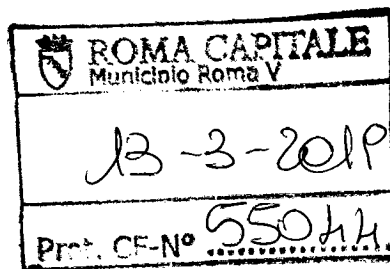 ROMA CAPITALE
Municipio Roma V
13-3-2019
Prot. CF-N° 55044